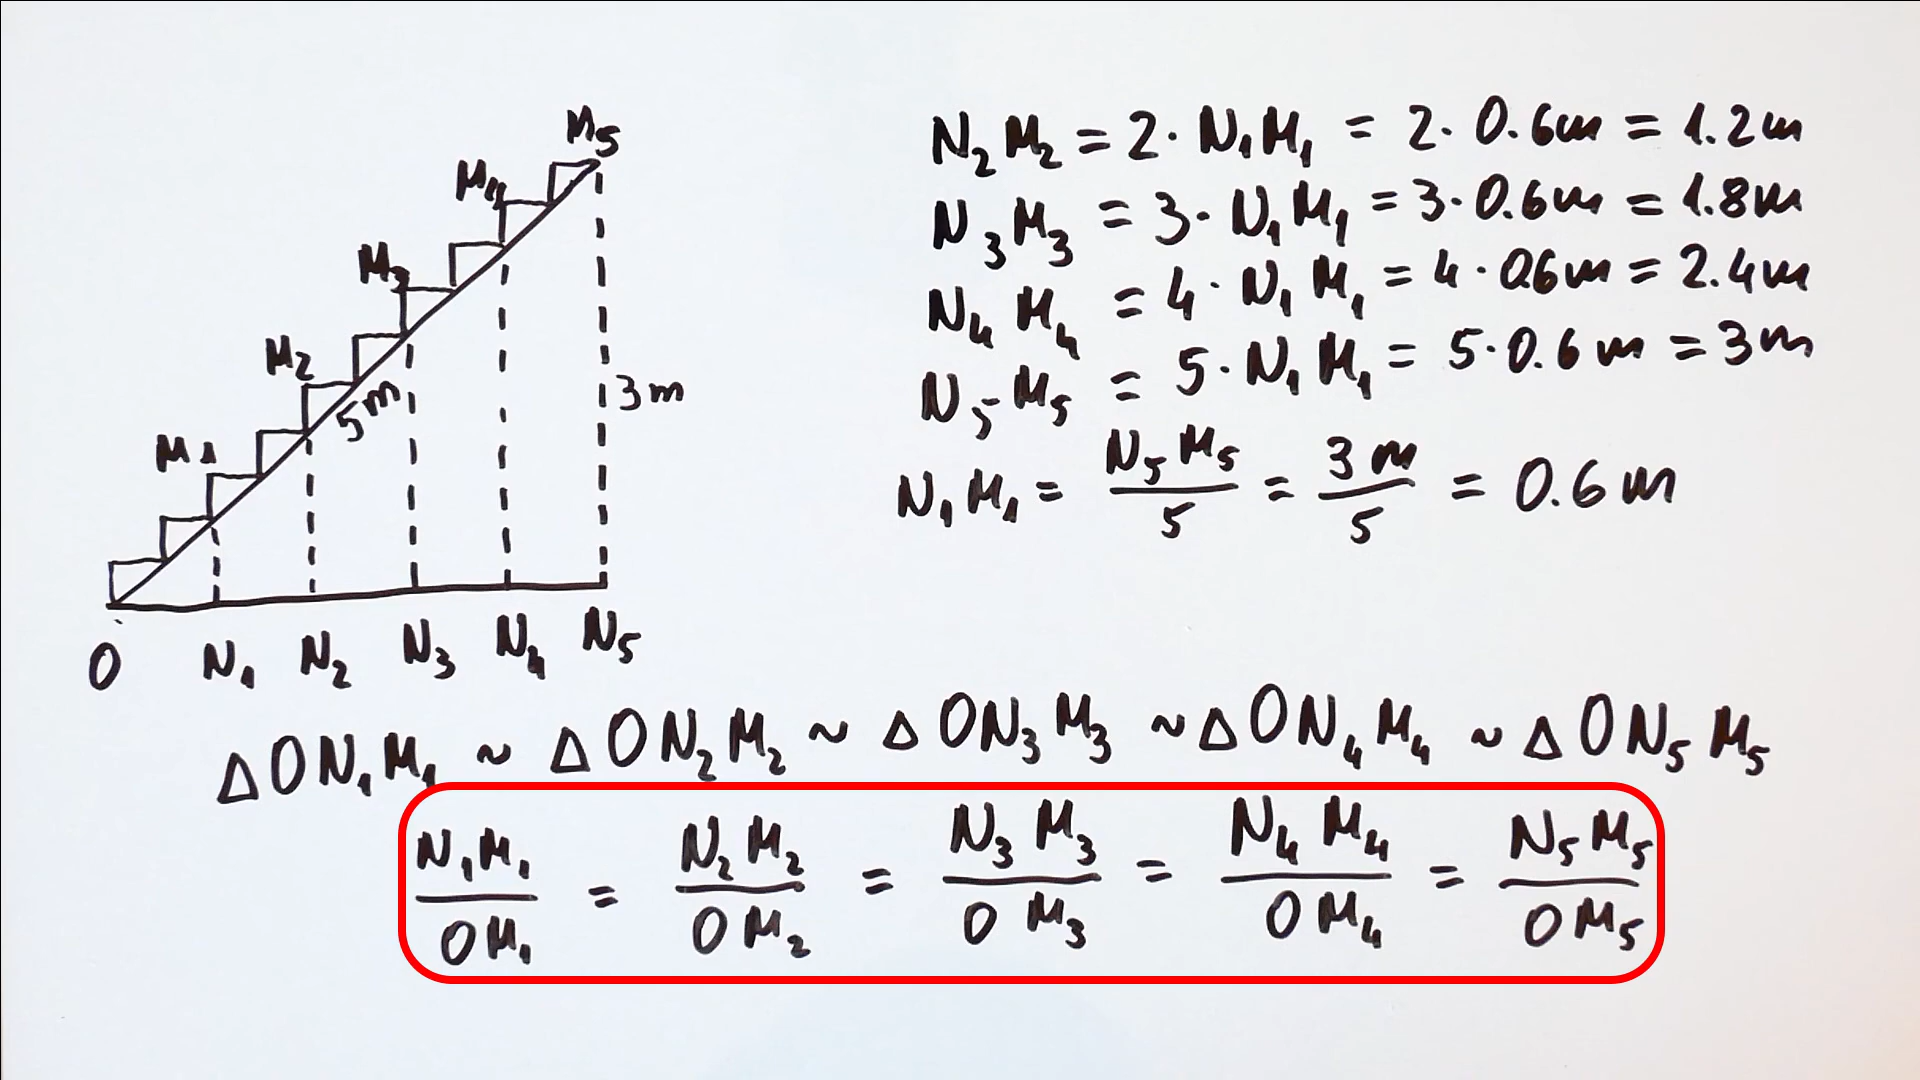 M₅
M₄
M₃
M₂
M₁
5m
3m
O N₁ N₂ N₃ N₄ N₅
N₂M₂ = 2 · N₁M₁ = 2 · 0.6m = 1.2m
N₃M₃ = 3 · N₁M₁ = 3 · 0.6m = 1.8m
N₄M₄ = 4 · N₁M₁ = 4 · 06m = 2.4m
N₅M₅ = 5 · N₁M₁ = 5 · 0.6m = 3m
N₁M₁ = N₅M₅/5 = 3m/5 = 0.6m
ΔON₁M₁ ~ ΔON₂M₂ ~ ΔON₃M₃ ~ ΔON₄M₄ ~ ΔON₅M₅
N₁M₁/OM₁ = N₂M₂/OM₂ = N₃M₃/OM₃ = N₄M₄/OM₄ = N₅M₅/OM₅